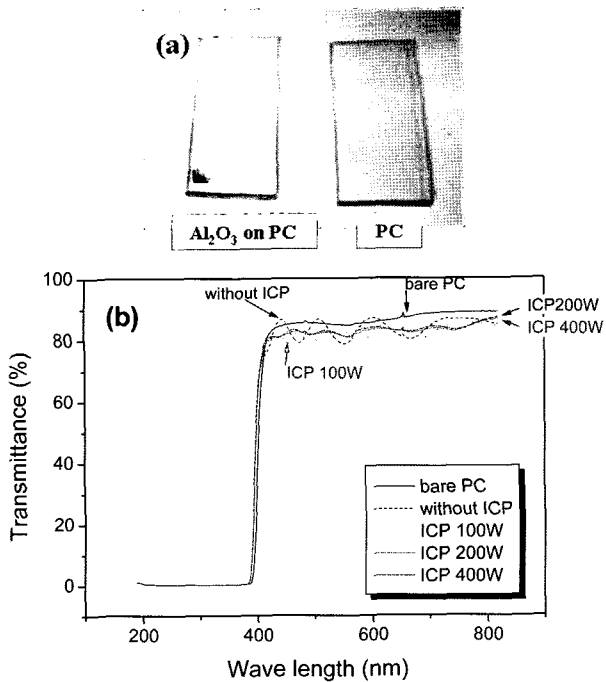 (a)
Al₂O₃ on PC
PC
(b)
without ICP
bare PC
ICP200W
ICP 400W
ICP 100W
bare PC
without ICP
ICP 100W
ICP 200W
ICP 400W
100
80
60
40
20
0
Transmittance (%)
200
400
600
800
Wave length (nm)